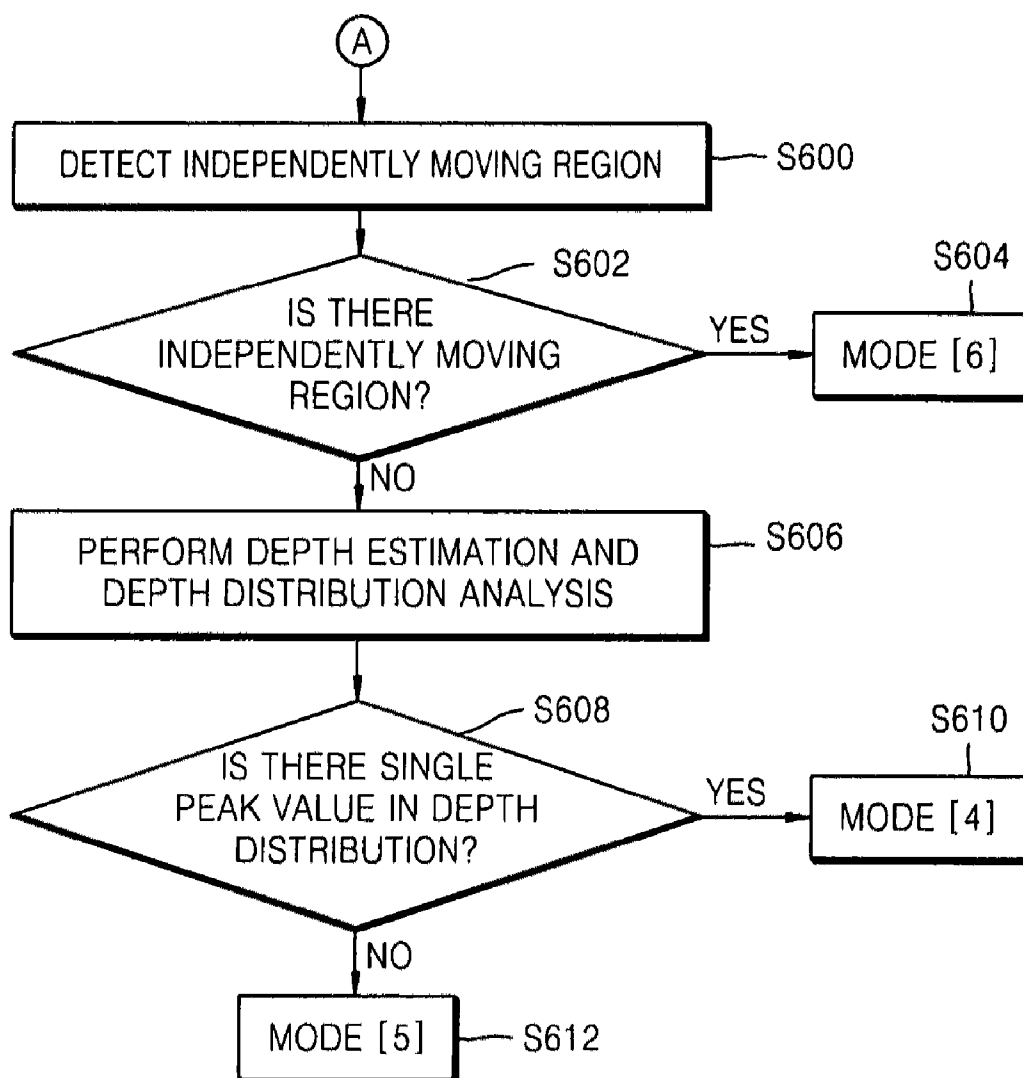 A
DETECT INDEPENDENTLY MOVING REGION
S600
S602
IS THERE
INDEPENDENTLY MOVING
REGION?
YES
S604
MODE [6]
NO
PERFORM DEPTH ESTIMATION AND
DEPTH DISTRIBUTION ANALYSIS
S606
S608
IS THERE SINGLE
PEAK VALUE IN DEPTH
DISTRIBUTION?
YES
S610
MODE [4]
NO
MODE [5]
S612